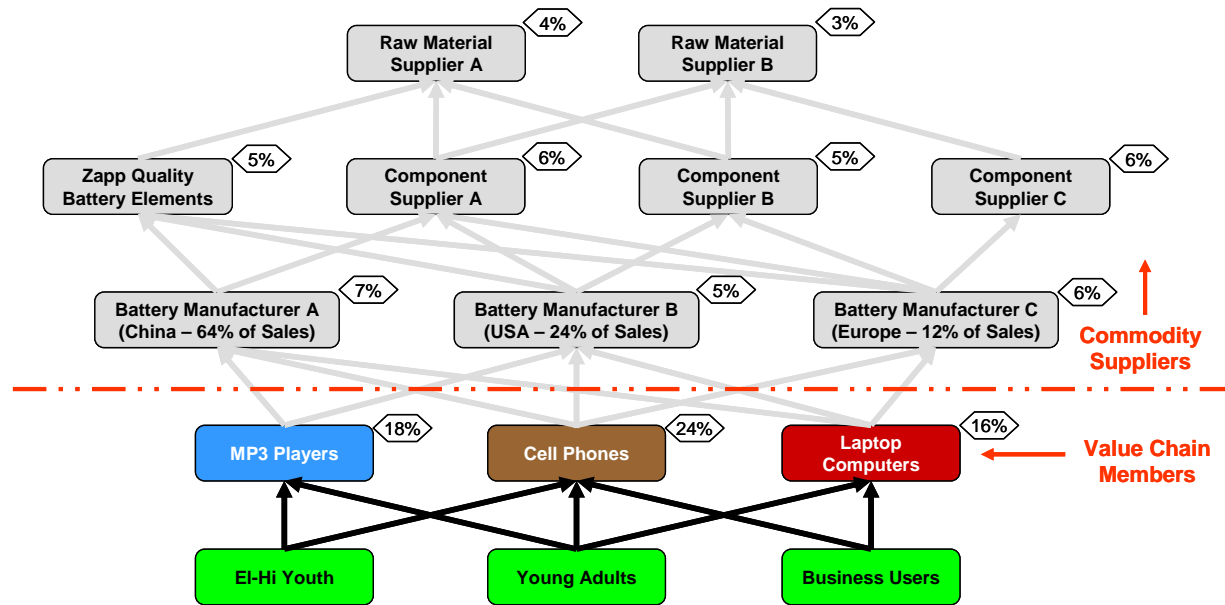 4%
3%
Raw Material
Supplier A
Raw Material
Supplier B
5%
6%
5%
6%
Zapp Quality
Battery Elements
Component
Supplier A
Component
Supplier B
Component
Supplier C
7%
5%
6%
Battery Manufacturer A
(China – 64% of Sales)
Battery Manufacturer B
(USA – 24% of Sales)
Battery Manufacturer C
(Europe – 12% of Sales)
Commodity
Suppliers
18%
24%
16%
MP3 Players
Cell Phones
Laptop
Computers
Value Chain
Members
El-Hi Youth
Young Adults
Business Users